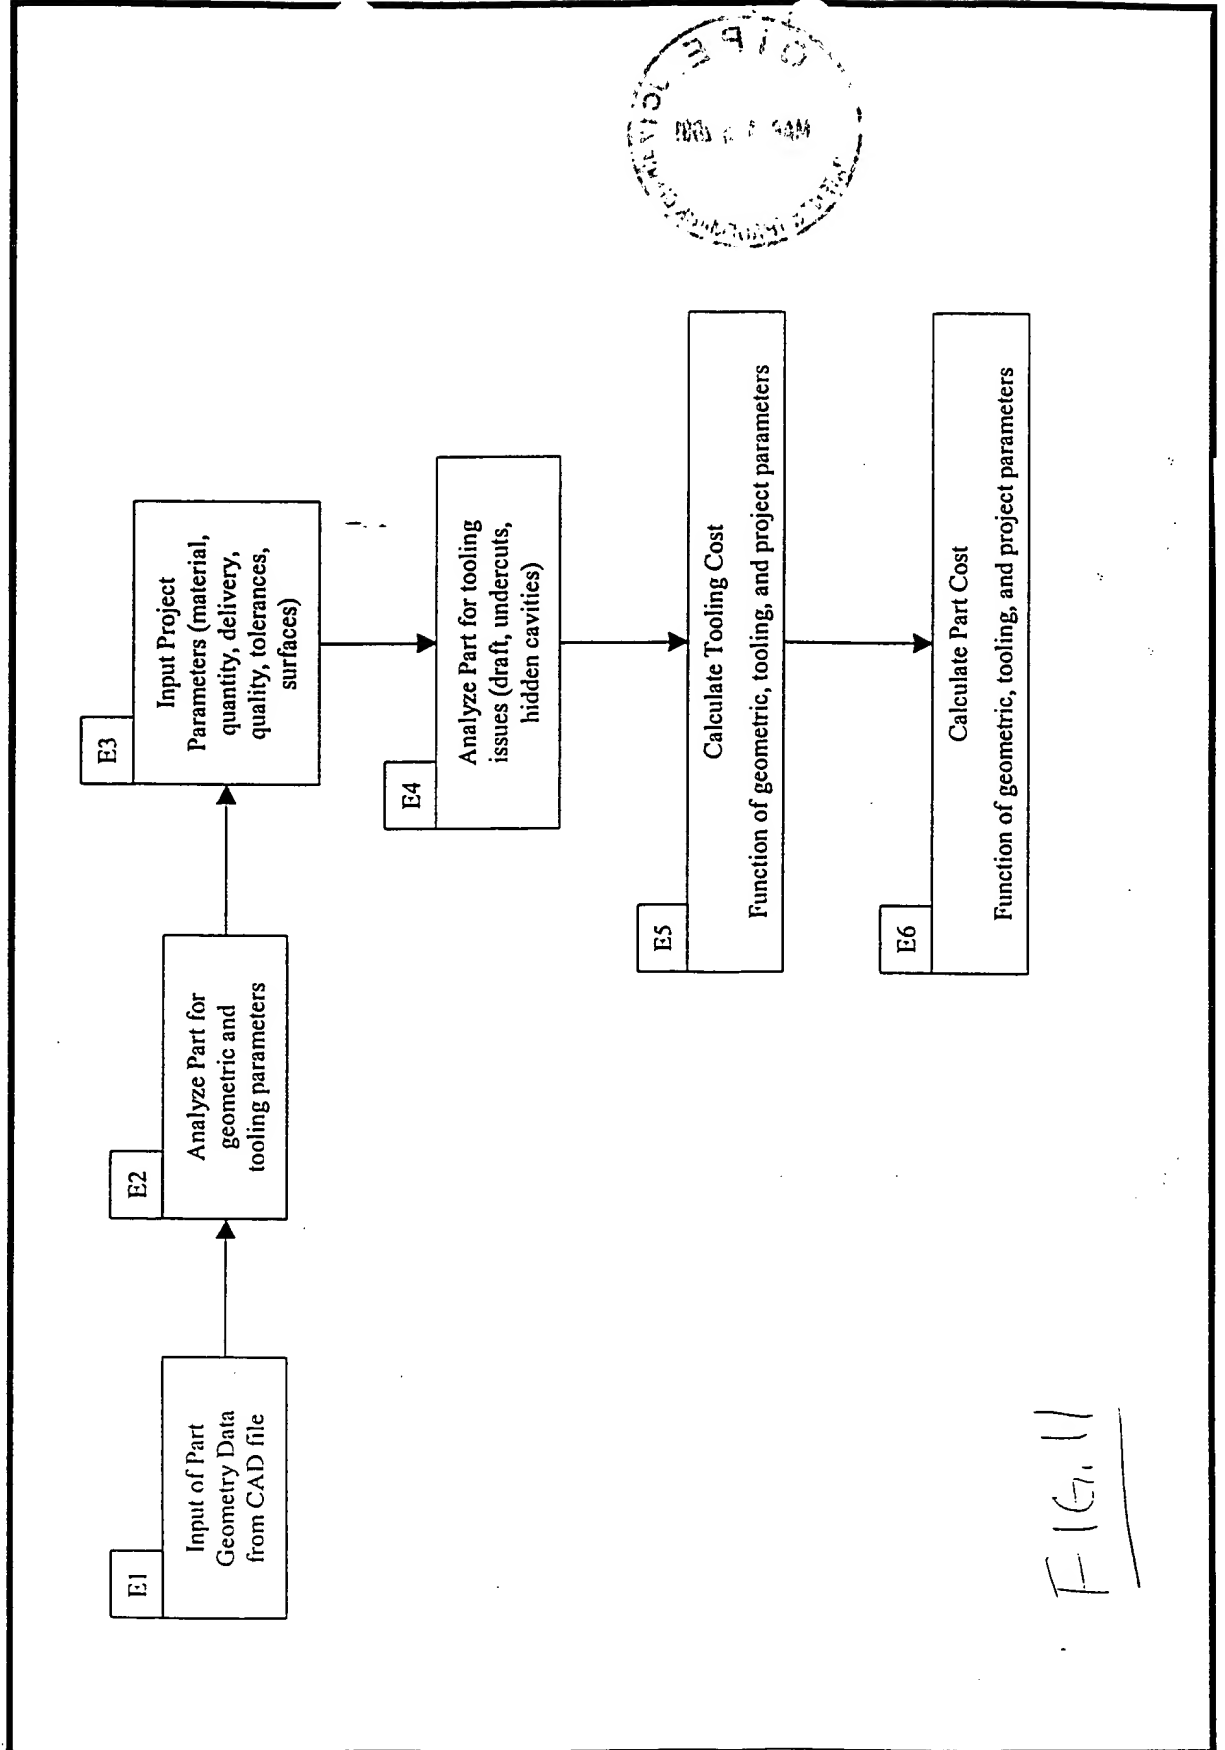 E1
Input of Part
Geometry Data
from CAD file
E2
Analyze Part for
geometric and
tooling parameters
E3
Input Project
Parameters (material,
quantity, delivery,
quality, tolerances,
surfaces)
E4
Analyze Part for tooling
issues (draft, undercuts,
hidden cavities)
E5
Calculate Tooling Cost
Function of geometric, tooling, and project parameters
E6
Calculate Part Cost
Function of geometric, tooling, and project parameters
FIG. 11
OIPE